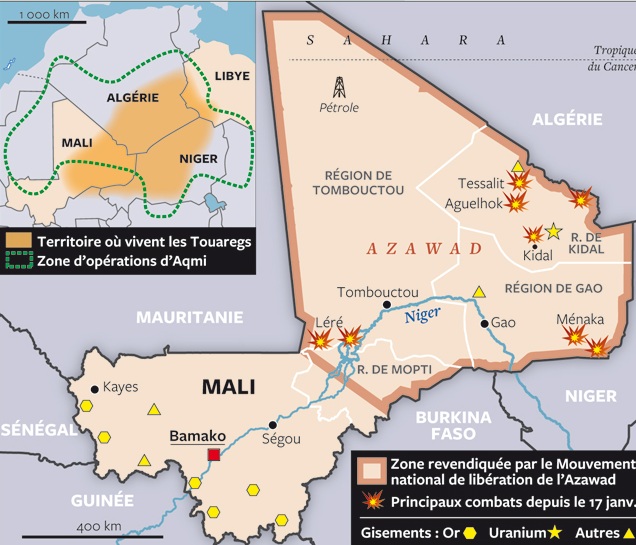 1 000 km
LIBYE
ALGÉRIE
MALI
NIGER
Territoire où vivent les Touaregs
Zone d'opérations d'Aqmi
S A H A R A
Tropique
du Cancer
Pétrole
ALGÉRIE
RÉGION DE
TOMBOUCTOU
Tessalit
Aguelhok
AZAWAD
Kidal
R. DE
KIDAL
Tombouctou
Niger
RÉGION DE GAO
MAURITANIE
Léré
Gao
Ménaka
R. DE MOPTI
Kayes
MALI
NIGER
SÉNÉGAL
Bamako
Ségou
BURKINA
FASO
GUINÉE
400 km
Zone revendiquée par le Mouvement
national de libération de l'Azawad
Principaux combats depuis le 17 janv.
Gisements : Or Uranium Autres